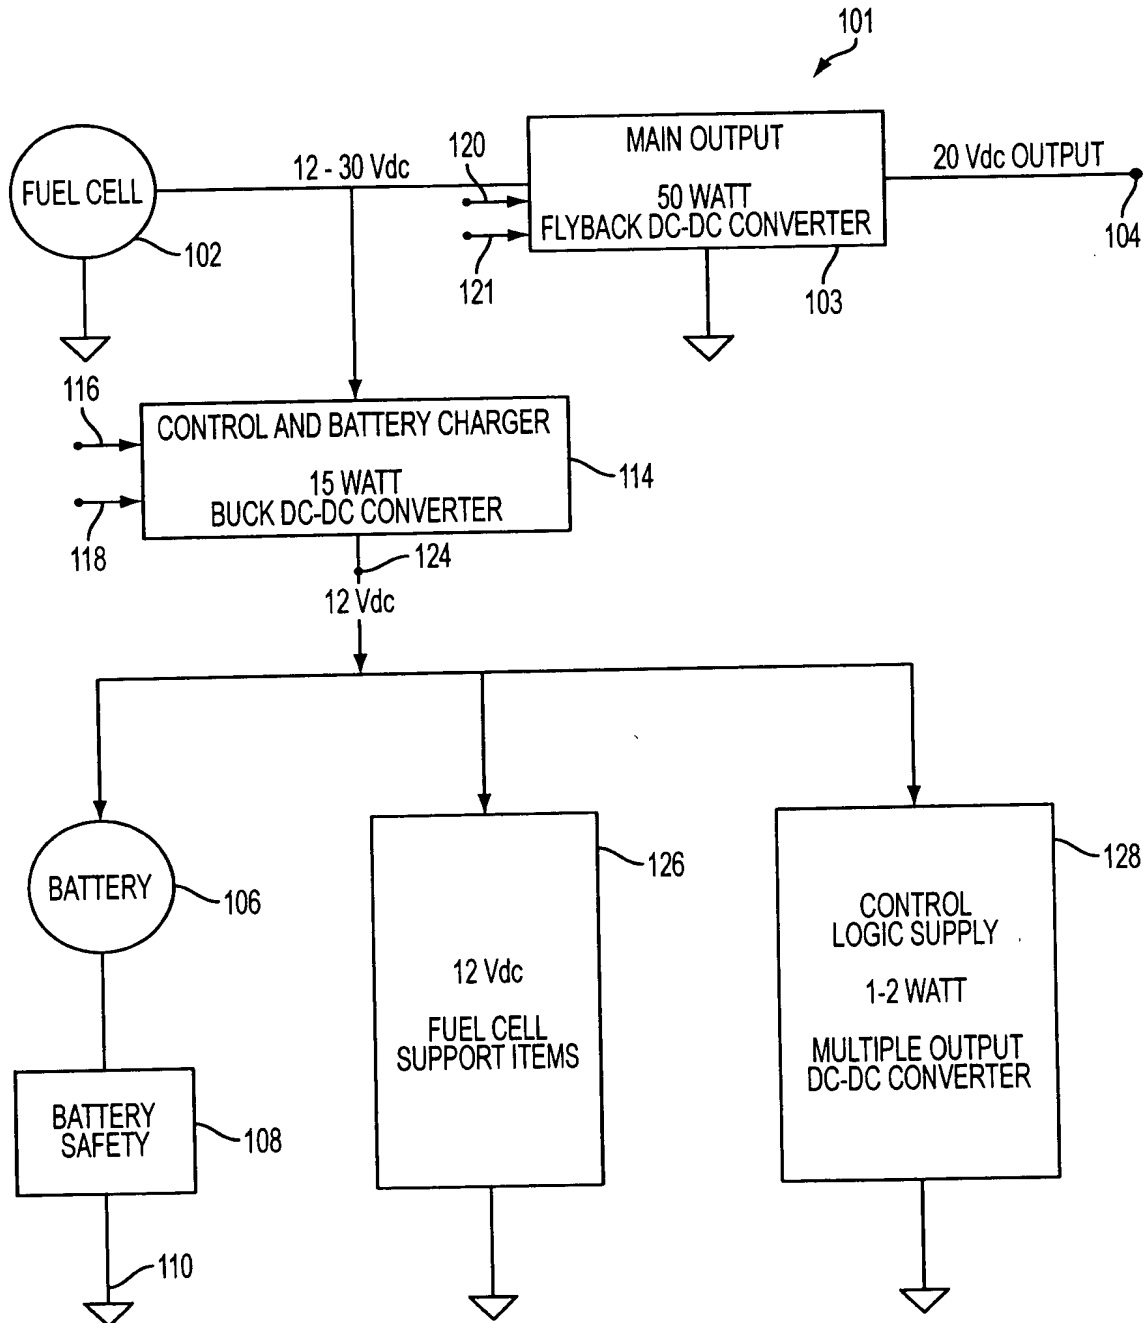 101
FUEL CELL
102
12 - 30 Vdc
120
121
MAIN OUTPUT
50 WATT
FLYBACK DC-DC CONVERTER
103
20 Vdc OUTPUT
104
116
118
CONTROL AND BATTERY CHARGER
15 WATT
BUCK DC-DC CONVERTER
114
124
12 Vdc
BATTERY
106
BATTERY
SAFETY
108
110
12 Vdc
FUEL CELL
SUPPORT ITEMS
126
CONTROL
LOGIC SUPPLY
1-2 WATT
MULTIPLE OUTPUT
DC-DC CONVERTER
128